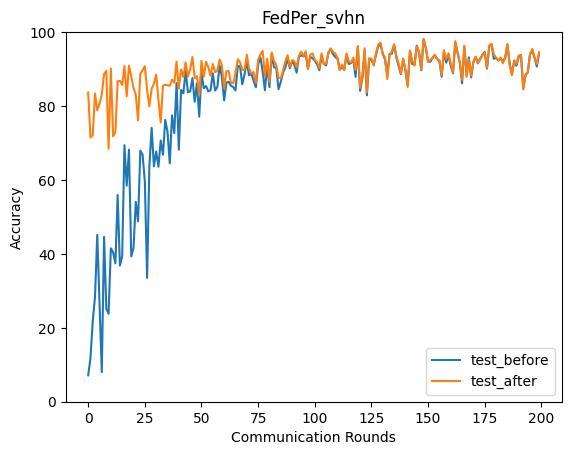 FedPer_svhn
Accuracy
100
80
60
40
20
0
0 25 50 75 100 125 150 175 200
Communication Rounds
test_before
test_after